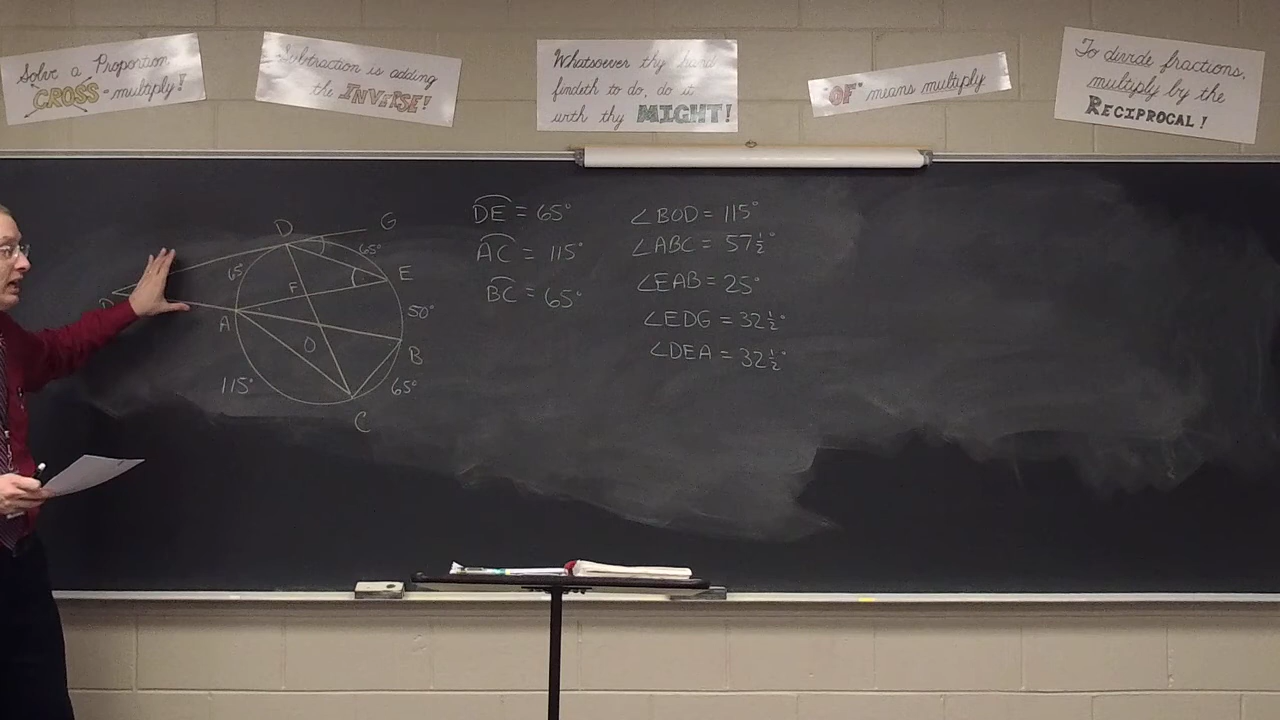 Solve a Proportion,
CROSS-multiply!
Subtraction is adding
the INVERSE!
Whatsoever thy hand
findeth to do, do it
with thy MIGHT!
"OF" means multiply
To divide fractions,
multiply by the
RECIPROCAL!
D
G
65°
65°
E
F
50°
A
O
B
115°
65°
C
DE = 65°
AC = 115°
BC = 65°
∠BOD = 115°
∠ABC = 57½°
∠EAB = 25°
∠EDG = 32½°
∠DEA = 32½°